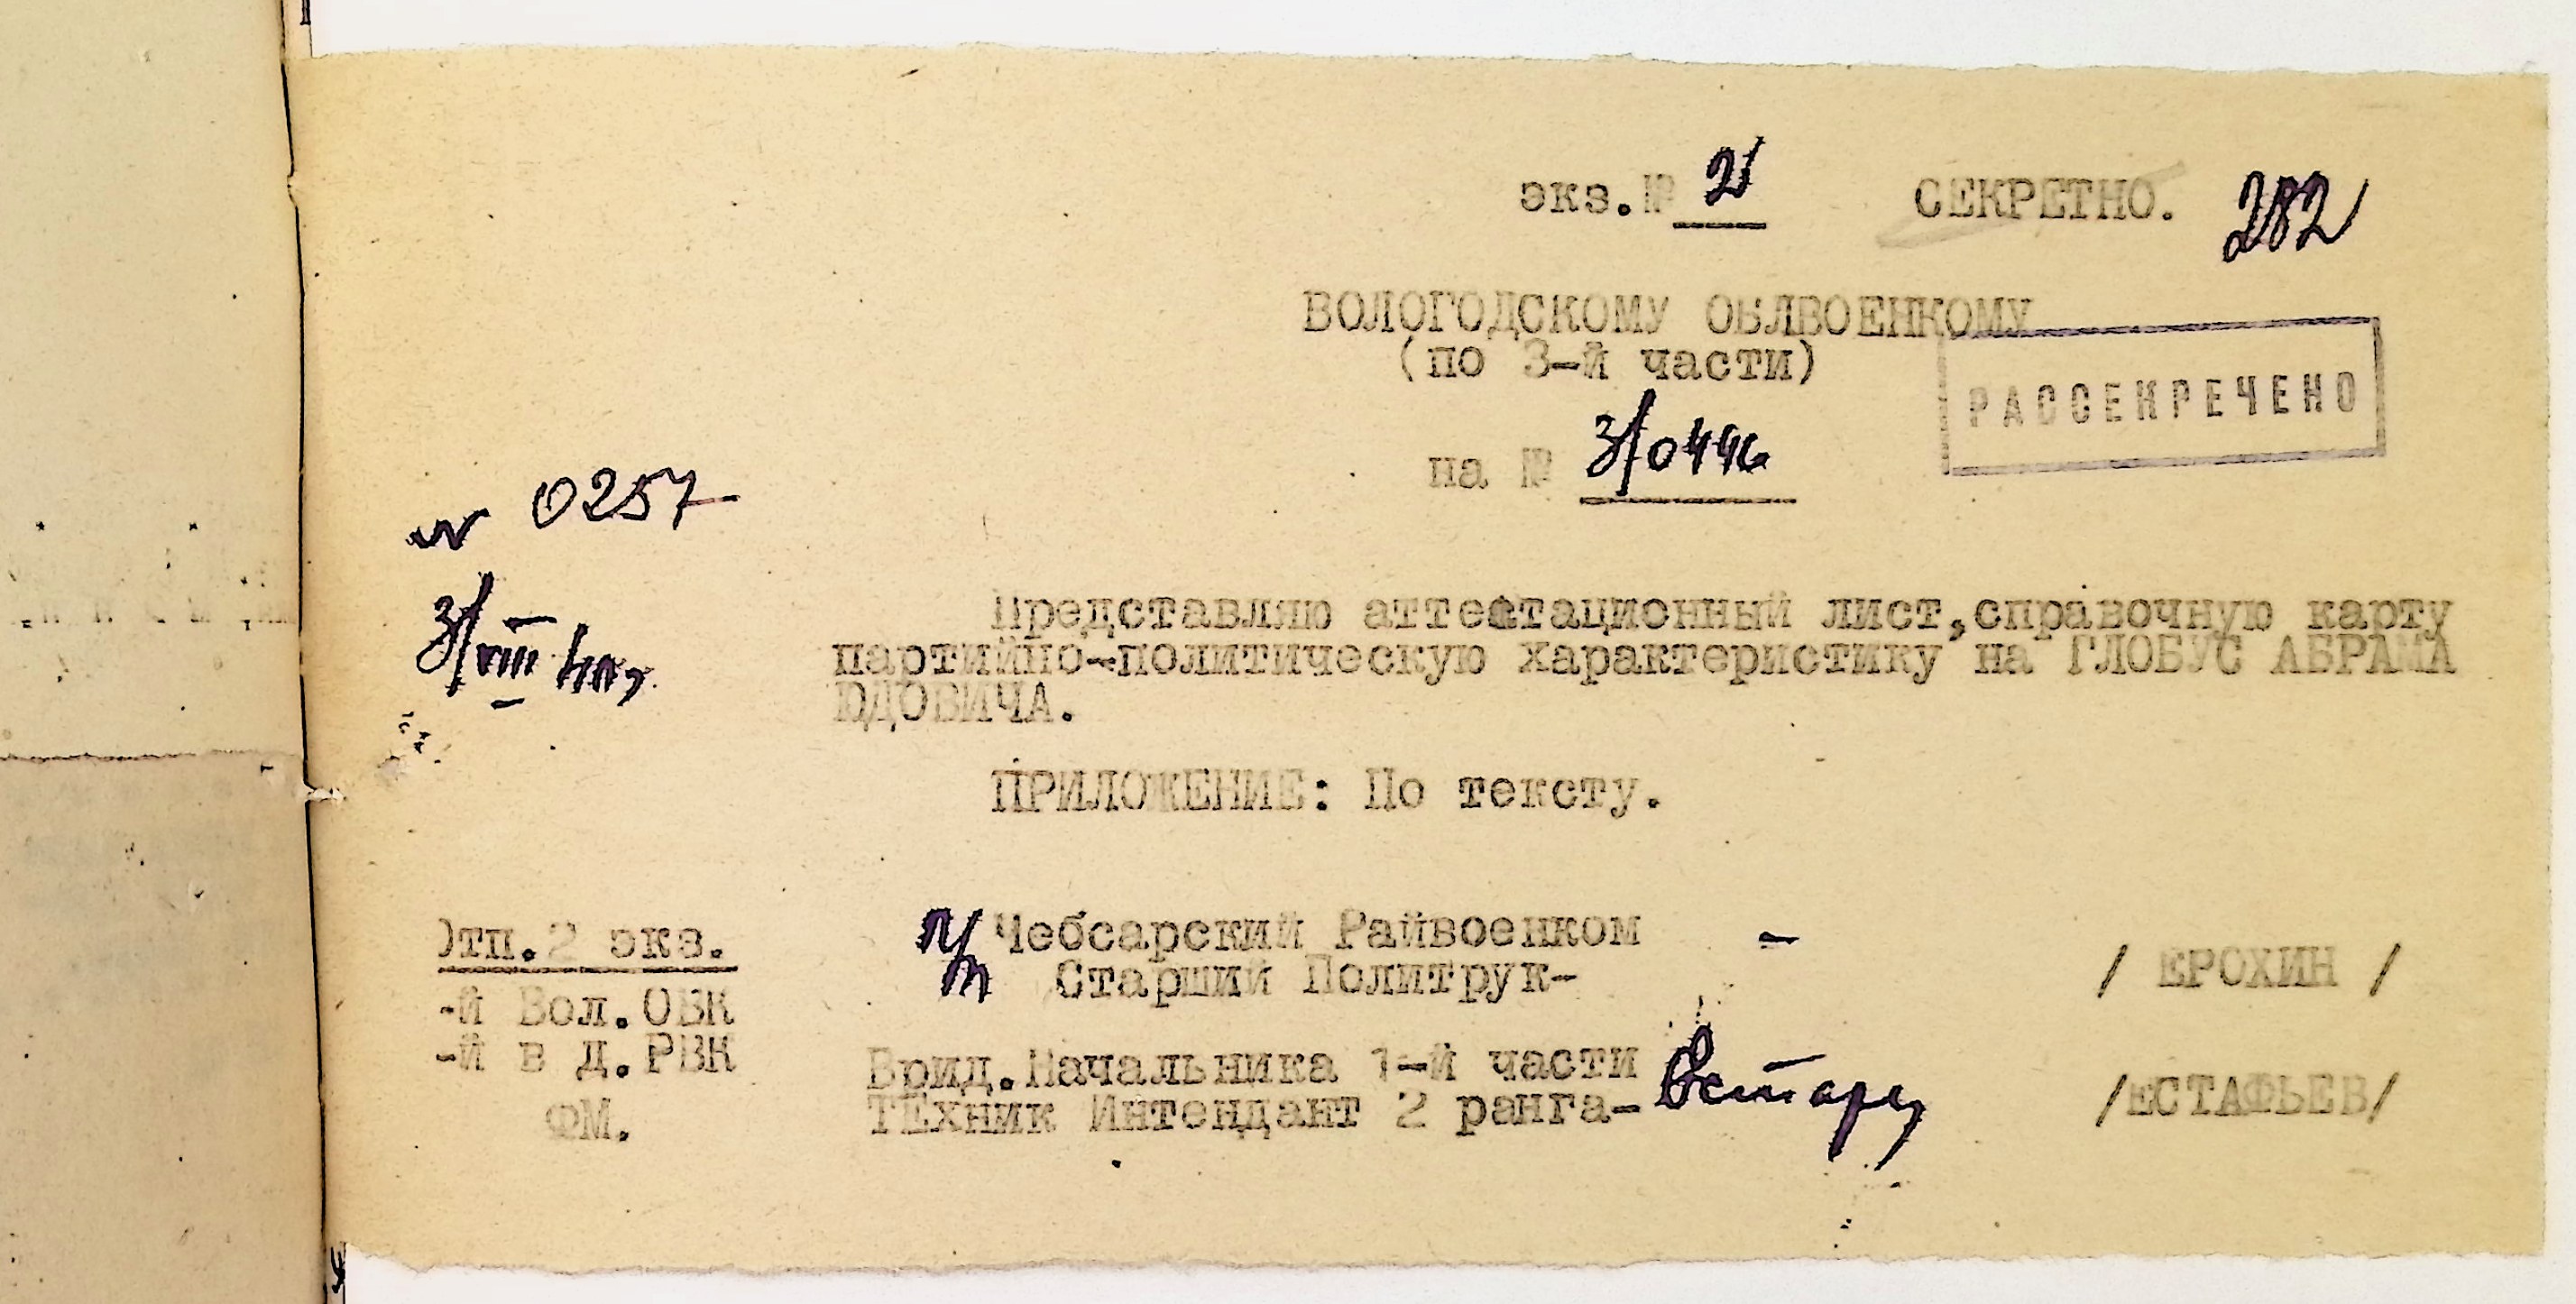 экз.№ 2 СЕКРЕТНО. 282
ВОЛОГОДСКОМУ ОБЛВОЕНКОМУ
(по 3-й части)
РАССЕКРЕЧЕНО
на № 3/0446
№ 0257
3/VIII
Представляю аттестационный лист,справочную карту
партийно-политическую характеристику на ГЛОБУС АБРАМА
ЮДОВИЧА.
ПРИЛОЖЕНИЕ: По тексту.
Отп.2 экз.
-й Вол.ОВК
-й в д.РВК
ФМ.
п/п Чебсарский Райвоенком -
Старший Политрук- / ЕРОХИН /
Врид.Начальника 1-й части
ТЕхник Интендант 2 ранга- /ЕСТАФЬЕВ/